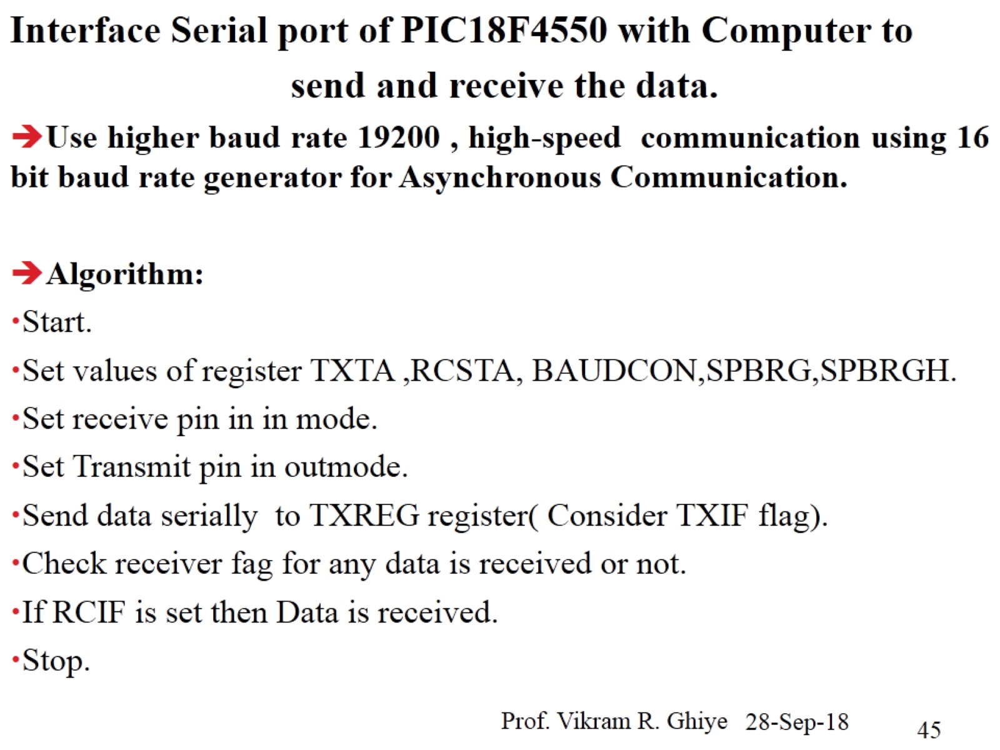 Interface Serial port of PIC18F4550 with Computer to
send and receive the data.
➔Use higher baud rate 19200 , high-speed communication using 16
bit baud rate generator for Asynchronous Communication.
➔Algorithm:
•Start.
•Set values of register TXTA ,RCSTA, BAUDCON,SPBRG,SPBRGH.
•Set receive pin in in mode.
•Set Transmit pin in outmode.
•Send data serially to TXREG register( Consider TXIF flag).
•Check receiver fag for any data is received or not.
•If RCIF is set then Data is received.
•Stop.
Prof. Vikram R. Ghiye 28-Sep-18 45